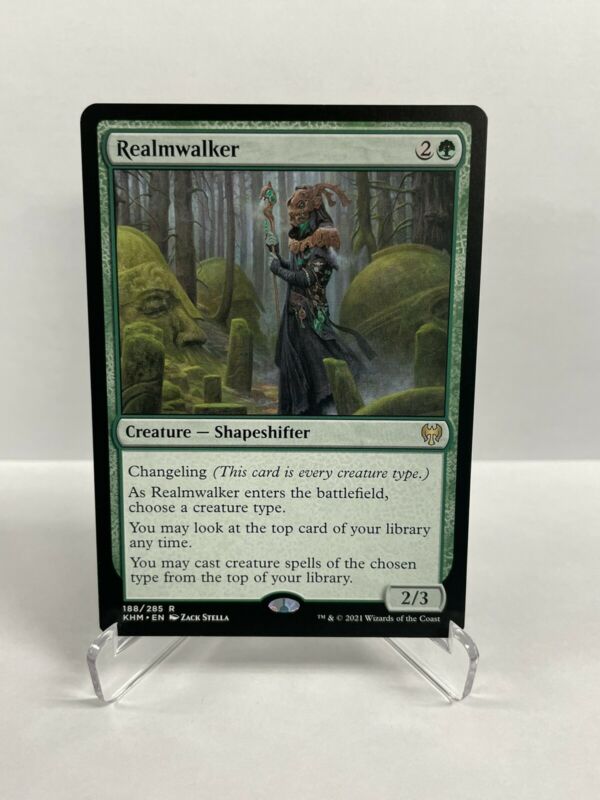 Realmwalker 2
Creature — Shapeshifter
Changeling (This card is every creature type.)
As Realmwalker enters the battlefield,
choose a creature type.
You may look at the top card of your library
any time.
You may cast creature spells of the chosen
type from the top of your library.
2/3
188/285 R
KHM • EN Zack Stella
™ & © 2021 Wizards of the Coast